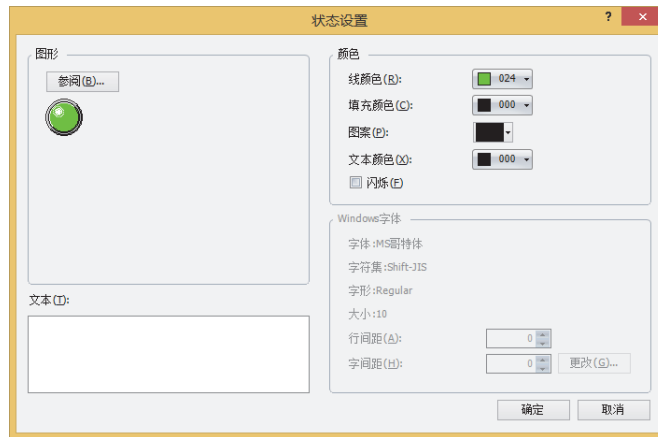 状态设置
? ×
图形
参阅(B)...
文本(T):
颜色
线颜色(R): 024
填充颜色(C): 000
图案(P):
文本颜色(X): 000
闪烁(F)
Windows字体
字体:MS哥特体
字符集:Shift-JIS
字形:Regular
大小:10
行间距(A): 0
字间距(H): 0 更改(G)...
确定 取消